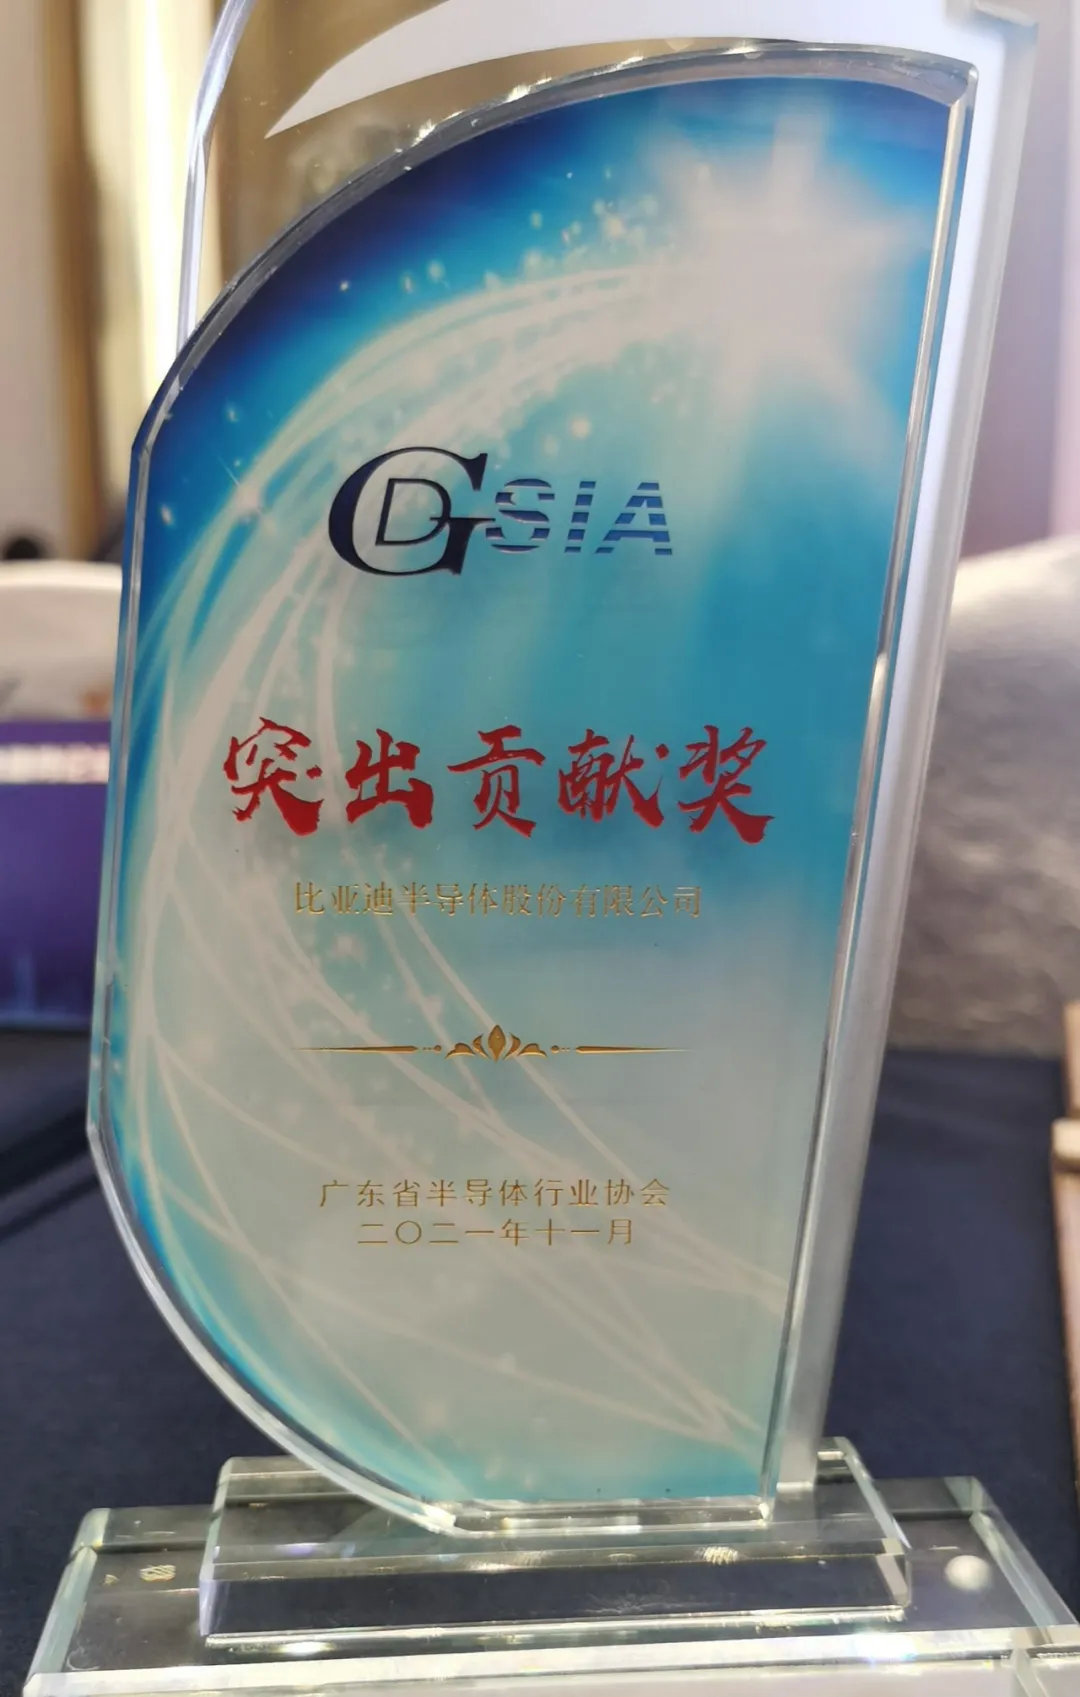 GDSIA
突出贡献奖
比亚迪半导体股份有限公司
广东省半导体行业协会
二〇二一年十一月